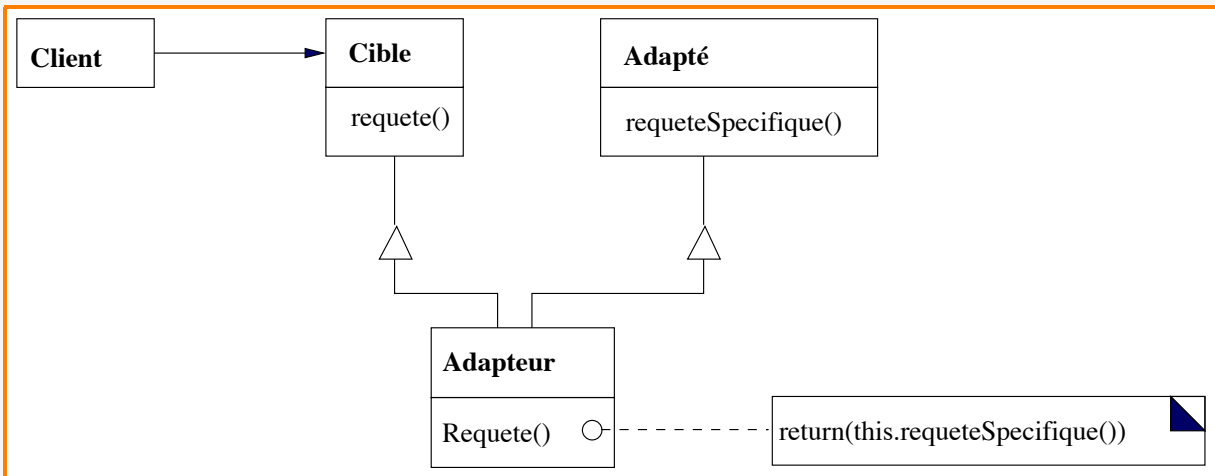 Client
Cible
requete()
Adapté
requeteSpecifique()
Adapteur
Requete()
return(this.requeteSpecifique())